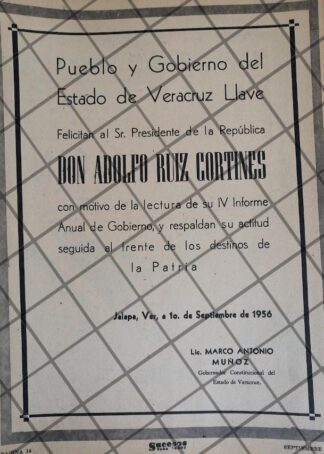 Pueblo y Gobierno del
Estado de Veracruz Llave
Felicitan al Sr. Presidente de la República
DON ADOLFO RUIZ CORTINES
con motivo de la lectura de su IV Informe
Anual de Gobierno, y respaldan su actitud
seguida al frente de los destinos de
la Patria
Jalapa, Ver., a 1o. de Septiembre de 1956
Lic. MARCO ANTONIO
MUÑOZ
Gobernador Constitucional del
Estado de Veracruz.
PAGINA 14
Sucesos
SEPTIEMBRE